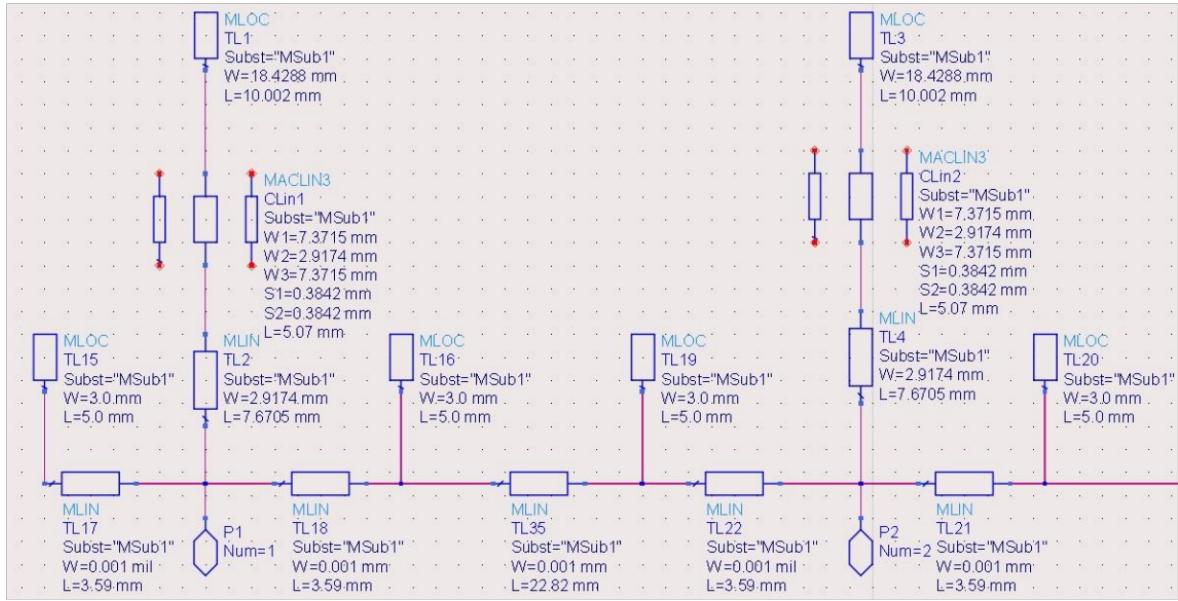 MLOC
TL1
Subst="MSub1"
W=18.4288 mm
L=10.002 mm
MLOC
TL3
Subst="MSub1"
W=18.4288 mm
L=10.002 mm
MACLIN3
CLin1
Subst="MSub1"
W1=7.3715 mm
W2=2.9174 mm
W3=7.3715 mm
S1=0.3842 mm
S2=0.3842 mm
L=5.07 mm
MACLIN3
CLin2
Subst="MSub1"
W1=7.3715 mm
W2=2.9174 mm
W3=7.3715 mm
S1=0.3842 mm
S2=0.3842 mm
L=5.07 mm
MLOC
TL15
Subst="MSub1"
W=3.0 mm
L=5.0 mm
MLIN
TL2
Subst="MSub1"
W=2.9174 mm
L=7.6705 mm
MLOC
TL16
Subst="MSub1"
W=3.0 mm
L=5.0 mm
MLOC
TL19
Subst="MSub1"
W=3.0 mm
L=5.0 mm
MLIN
TL4
Subst="MSub1"
W=2.9174 mm
L=7.6705 mm
MLOC
TL20
Subst="MSub1"
W=3.0 mm
L=5.0 mm
MLIN
TL17
Subst="MSub1"
W=0.001 mil
L=3.59 mm
P1
Num=1
MLIN
TL18
Subst="MSub1"
W=0.001 mm
L=3.59 mm
MLIN
TL35
Subst="MSub1"
W=0.001 mm
L=22.82 mm
MLIN
TL22
Subst="MSub1"
W=0.001 mm
L=3.59 mm
P2
Num=2
MLIN
TL21
Subst="MSub1"
W=0.001 mm
L=3.59 mm